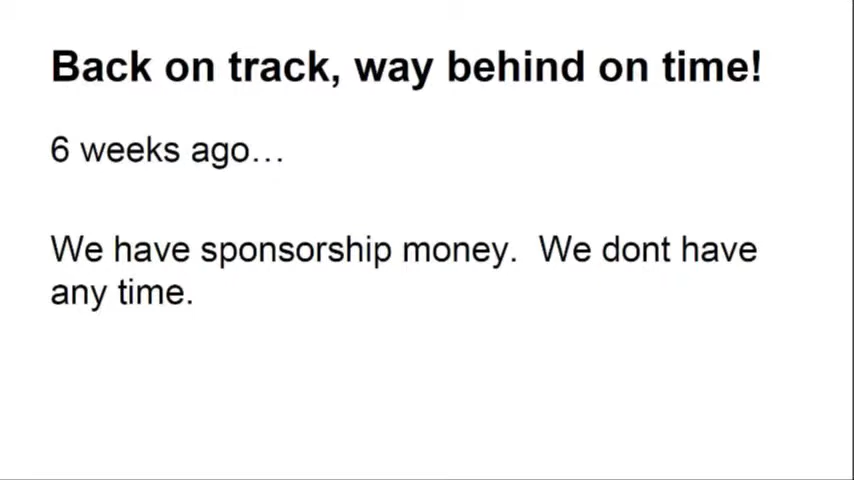 Back on track, way behind on time!
6 weeks ago…
We have sponsorship money.  We dont have
any time.